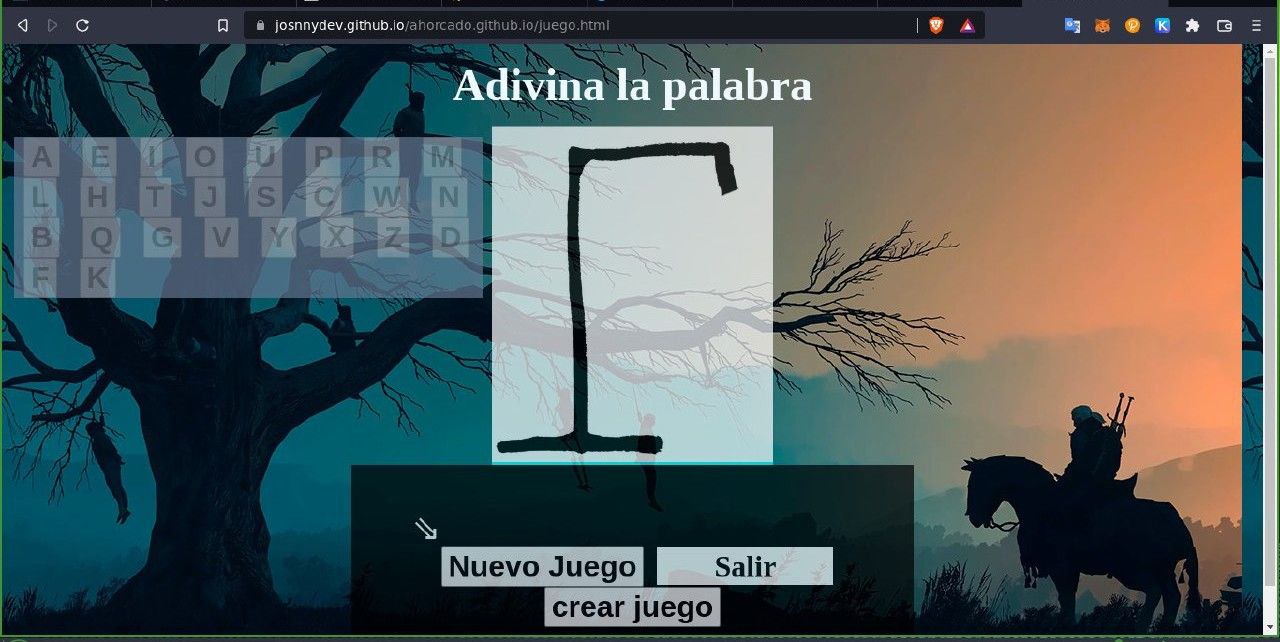 josnnydev.github.io/ahorcado.github.io/juego.html
Adivina la palabra
A E I O U P R M
L H T J S C W N
B Q G V Y X Z D
F K
Nuevo Juego Salir
crear juego